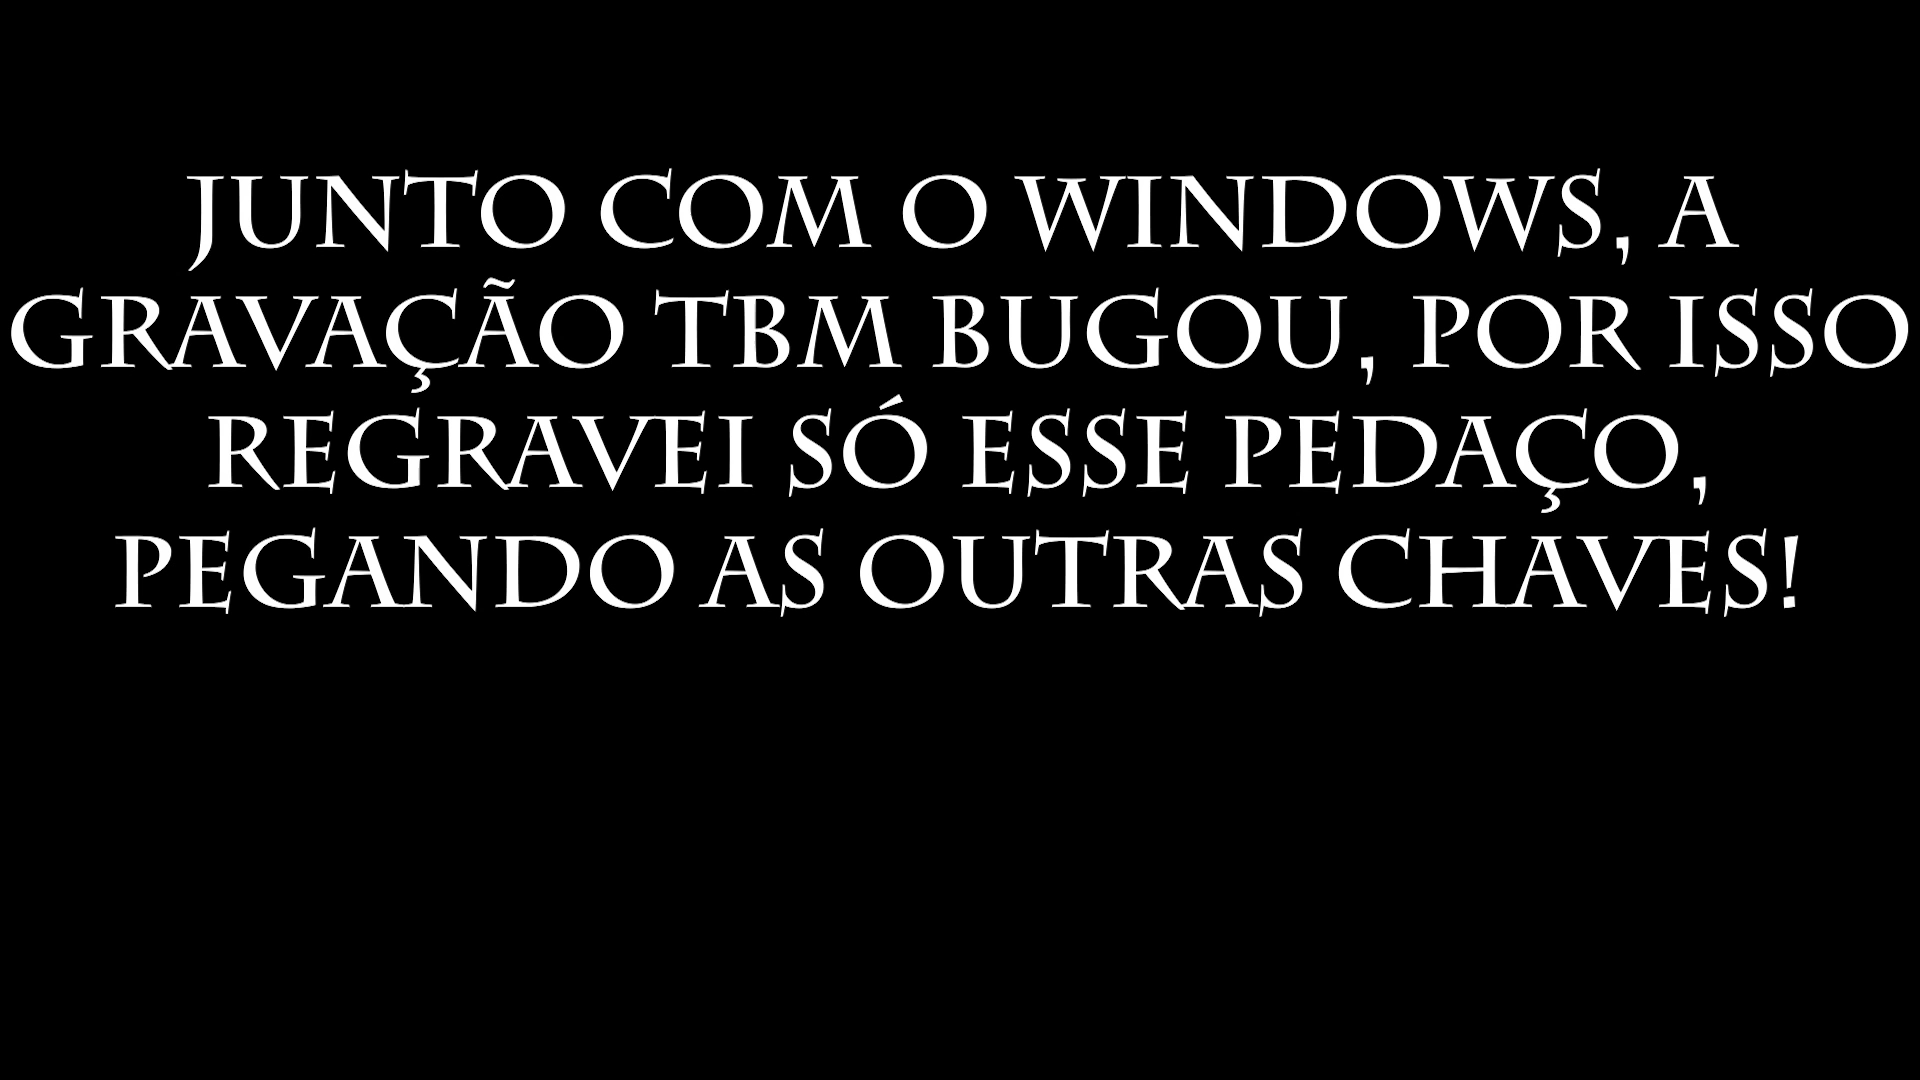 JUNTO COM O WINDOWS, A
GRAVAÇÃO TBM BUGOU, POR ISSO
REGRAVEI SÓ ESSE PEDAÇO,
PEGANDO AS OUTRAS CHAVES!